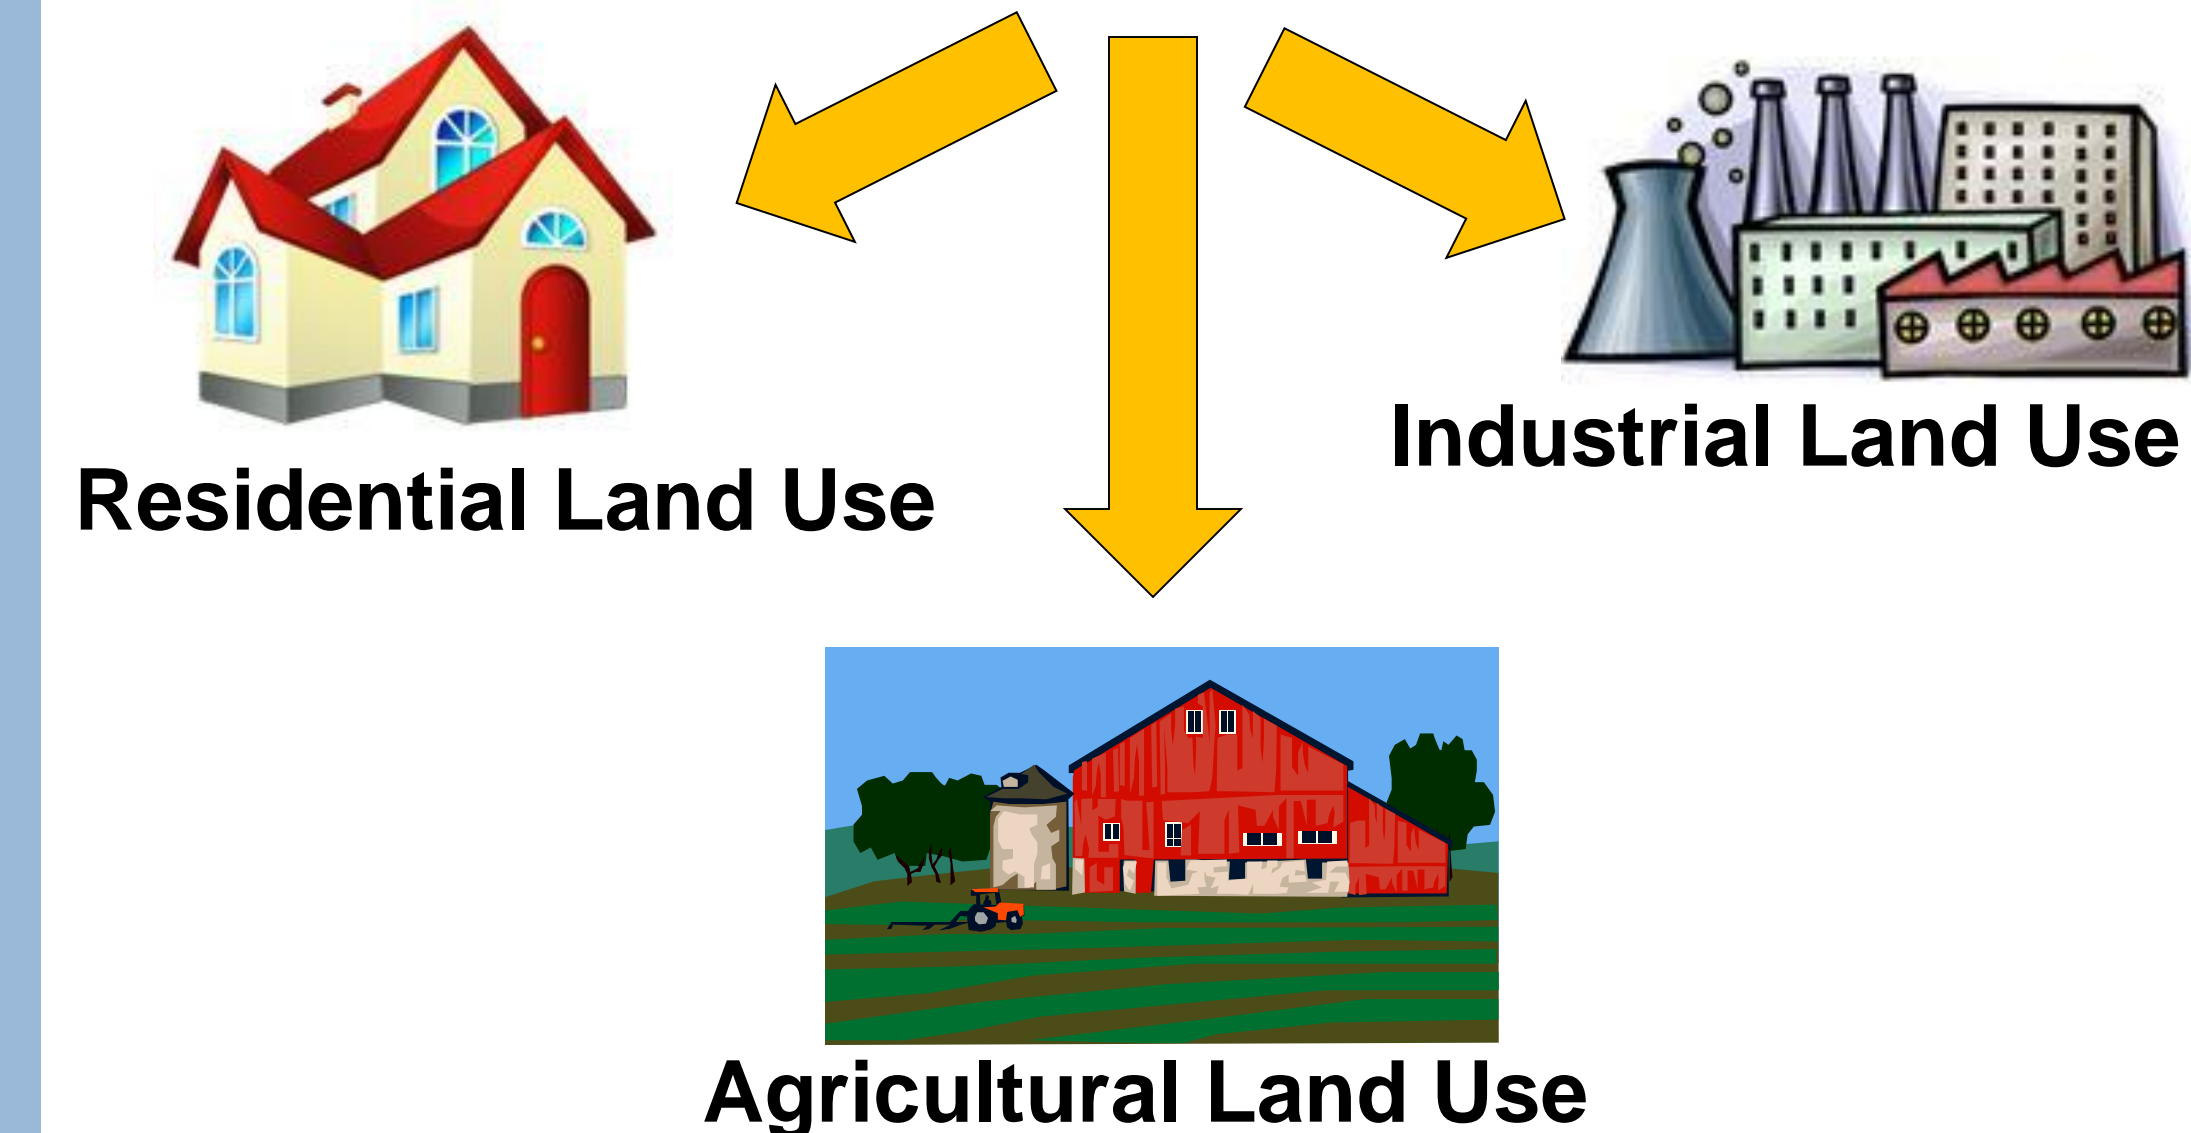 Industrial Land Use
Residential Land Use
Agricultural Land Use